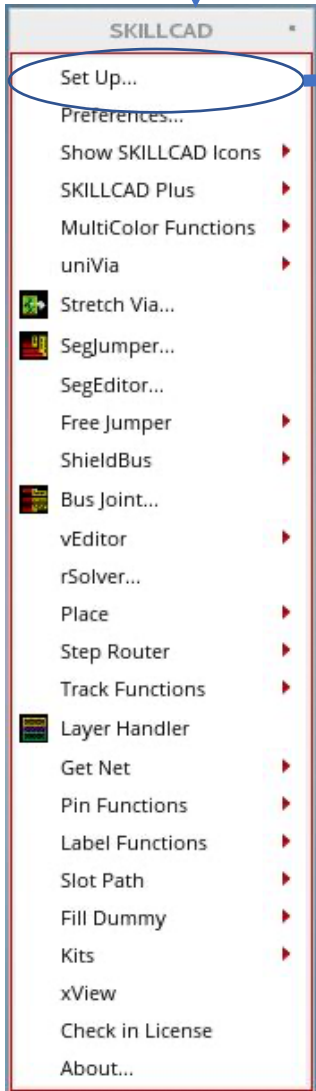 SKILLCAD
Set Up...
Preferences...
Show SKILLCAD Icons
SKILLCAD Plus
MultiColor Functions
uniVia
Stretch Via...
SegJumper...
SegEditor...
Free Jumper
ShieldBus
Bus Joint...
vEditor
rSolver...
Place
Step Router
Track Functions
Layer Handler
Get Net
Pin Functions
Label Functions
Slot Path
Fill Dummy
Kits
xView
Check in License
About...